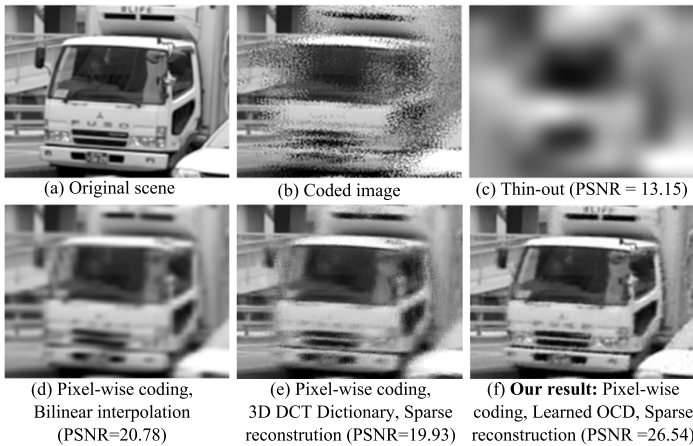 RLIFE
FUSO
(a) Original scene
(b) Coded image
(c) Thin-out (PSNR = 13.15)
(d) Pixel-wise coding,
Bilinear interpolation
(PSNR=20.78)
(e) Pixel-wise coding,
3D DCT Dictionary, Sparse
reconstrution (PSNR=19.93)
(f) Our result: Pixel-wise
coding, Learned OCD, Sparse
reconstruction (PSNR =26.54)